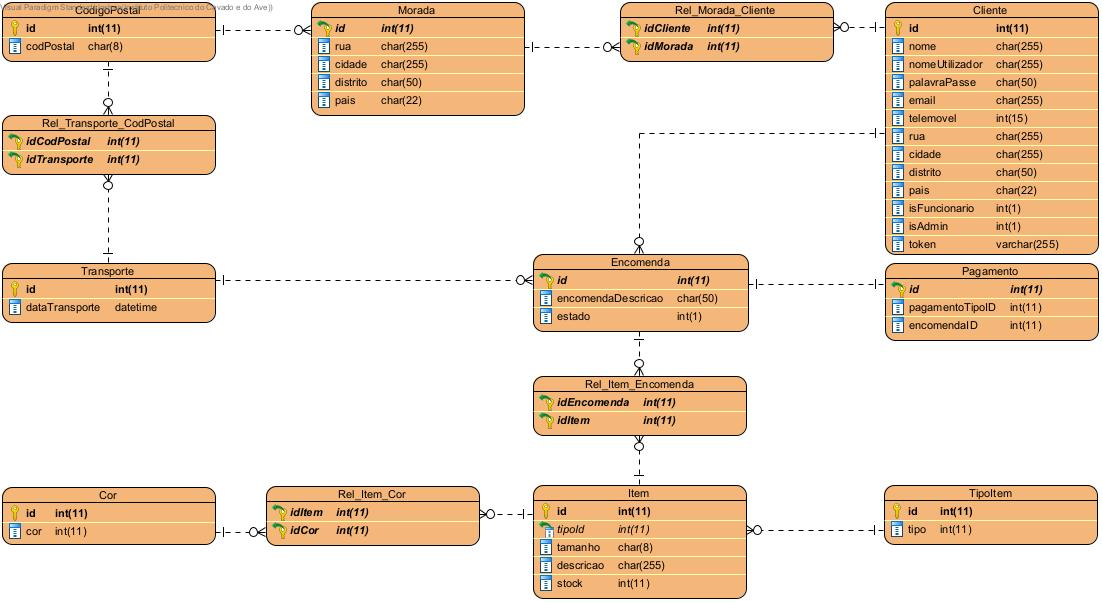 CodigoPostal
id int(11)
codPostal char(8)
Morada
id int(11)
rua char(255)
cidade char(255)
distrito char(50)
pais char(22)
Rel_Morada_Cliente
idCliente int(11)
idMorada int(11)
Cliente
id int(11)
nome char(255)
nomeUtilizador char(255)
palavraPasse char(50)
email char(255)
telemovel int(15)
rua char(255)
cidade char(255)
distrito char(50)
pais char(22)
isFuncionario int(1)
isAdmin int(1)
token varchar(255)
Rel_Transporte_CodPostal
idCodPostal int(11)
idTransporte int(11)
Transporte
id int(11)
dataTransporte datetime
Encomenda
id int(11)
encomendaDescricao char(50)
estado int(1)
Pagamento
id int(11)
pagamentoTipoID int(11)
encomendaID int(11)
Rel_Item_Encomenda
idEncomenda int(11)
idItem int(11)
Cor
id int(11)
cor int(11)
Rel_Item_Cor
idItem int(11)
idCor int(11)
Item
id int(11)
tipoId int(11)
tamanho char(8)
descricao char(255)
stock int(11)
TipoItem
id int(11)
tipo int(11)